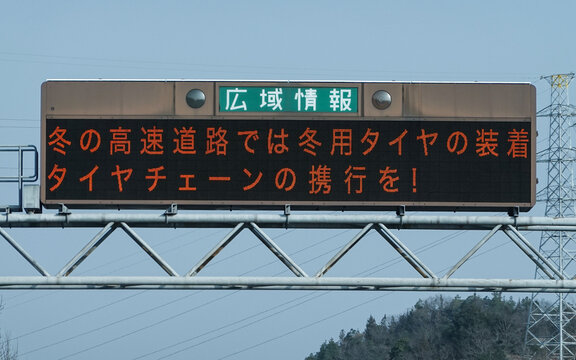 広域情報
冬の高速道路では冬用タイヤの装着
タイヤチェーンの携行を!